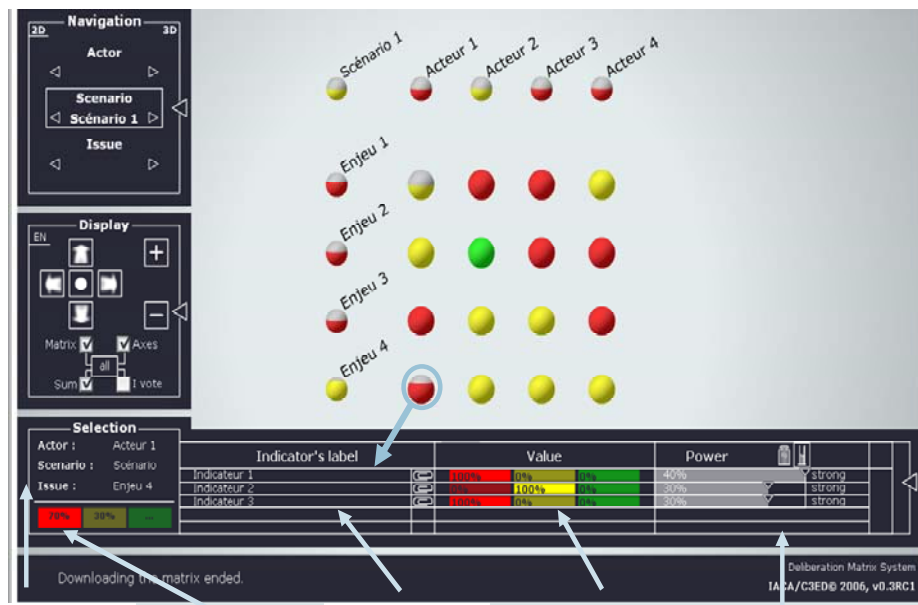 Navigation
2D 3D
Actor
Scenario
Scénario 1
Issue
Scénario 1 Acteur 1 Acteur 2 Acteur 3 Acteur 4
Enjeu 1
Enjeu 2
Enjeu 3
Enjeu 4
Display
EN
Matrix Axes
all
Sum I vote
Selection
Actor : Acteur 1
Scenario : Scénario
Issue : Enjeu 4
70% 30% ...
Indicator's label Value Power
Indicateur 1 100% 0% 0% 40% strong
Indicateur 2 0% 100% 0% 30% strong
Indicateur 3 100% 0% 0% 30% strong
Downloading the matrix ended.
Deliberation Matrix System
IACA/C3ED© 2006, v0.3RC1